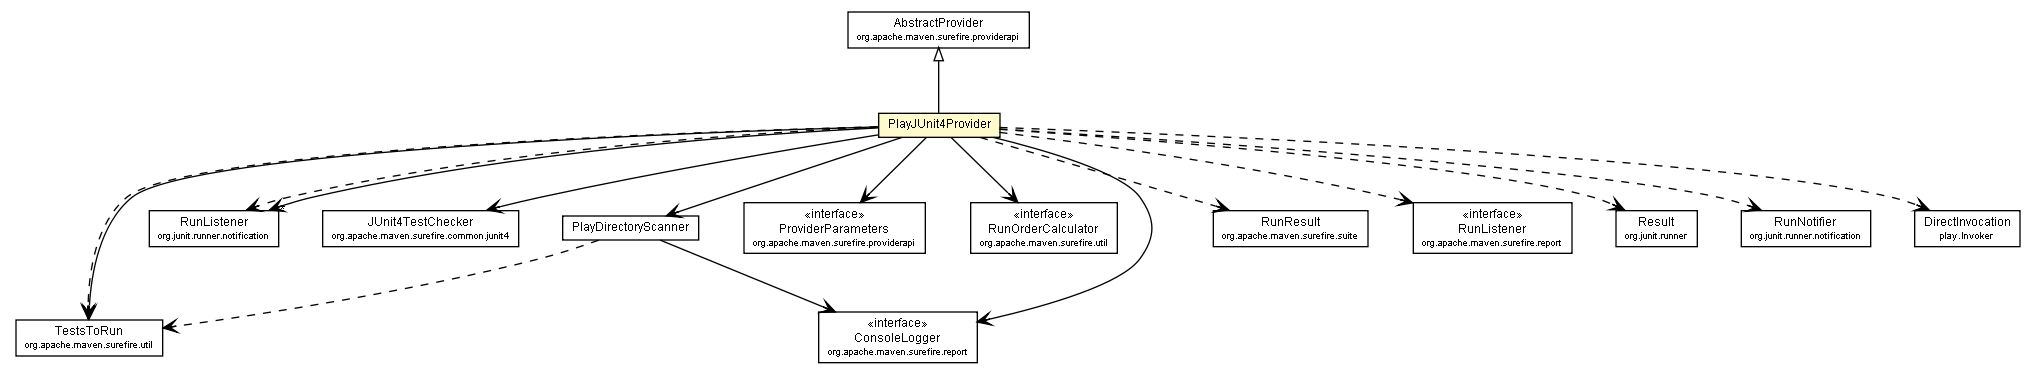 AbstractProvider
org.apache.maven.surefire.providerapi
PlayJUnit4Provider
RunListener
org.junit.runner.notification
JUnit4TestChecker
org.apache.maven.surefire.common.junit4
PlayDirectoryScanner
«interface»
ProviderParameters
org.apache.maven.surefire.providerapi
«interface»
RunOrderCalculator
org.apache.maven.surefire.util
RunResult
org.apache.maven.surefire.suite
«interface»
RunListener
org.apache.maven.surefire.report
Result
org.junit.runner
RunNotifier
org.junit.runner.notification
DirectInvocation
play.Invoker
TestsToRun
org.apache.maven.surefire.util
«interface»
ConsoleLogger
org.apache.maven.surefire.report